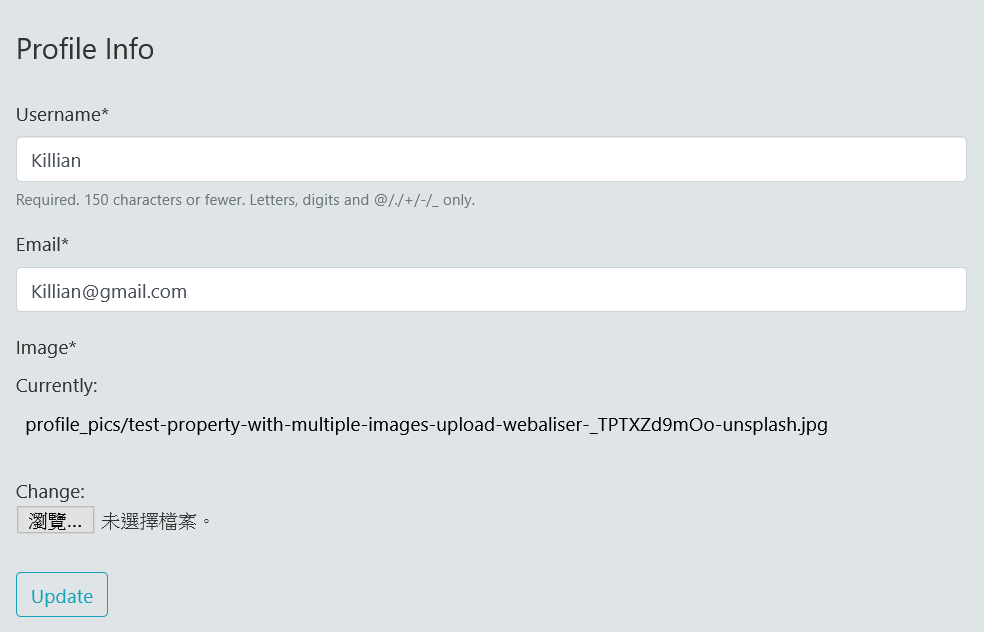 Profile Info
Username*
Killian
Required. 150 characters or fewer. Letters, digits and @/./+/-/_ only.
Email*
Killian@gmail.com
Image*
Currently:
profile_pics/test-property-with-multiple-images-upload-webaliser-_TPTXZd9mOo-unsplash.jpg
Change:
瀏覽... 未選擇檔案。
Update